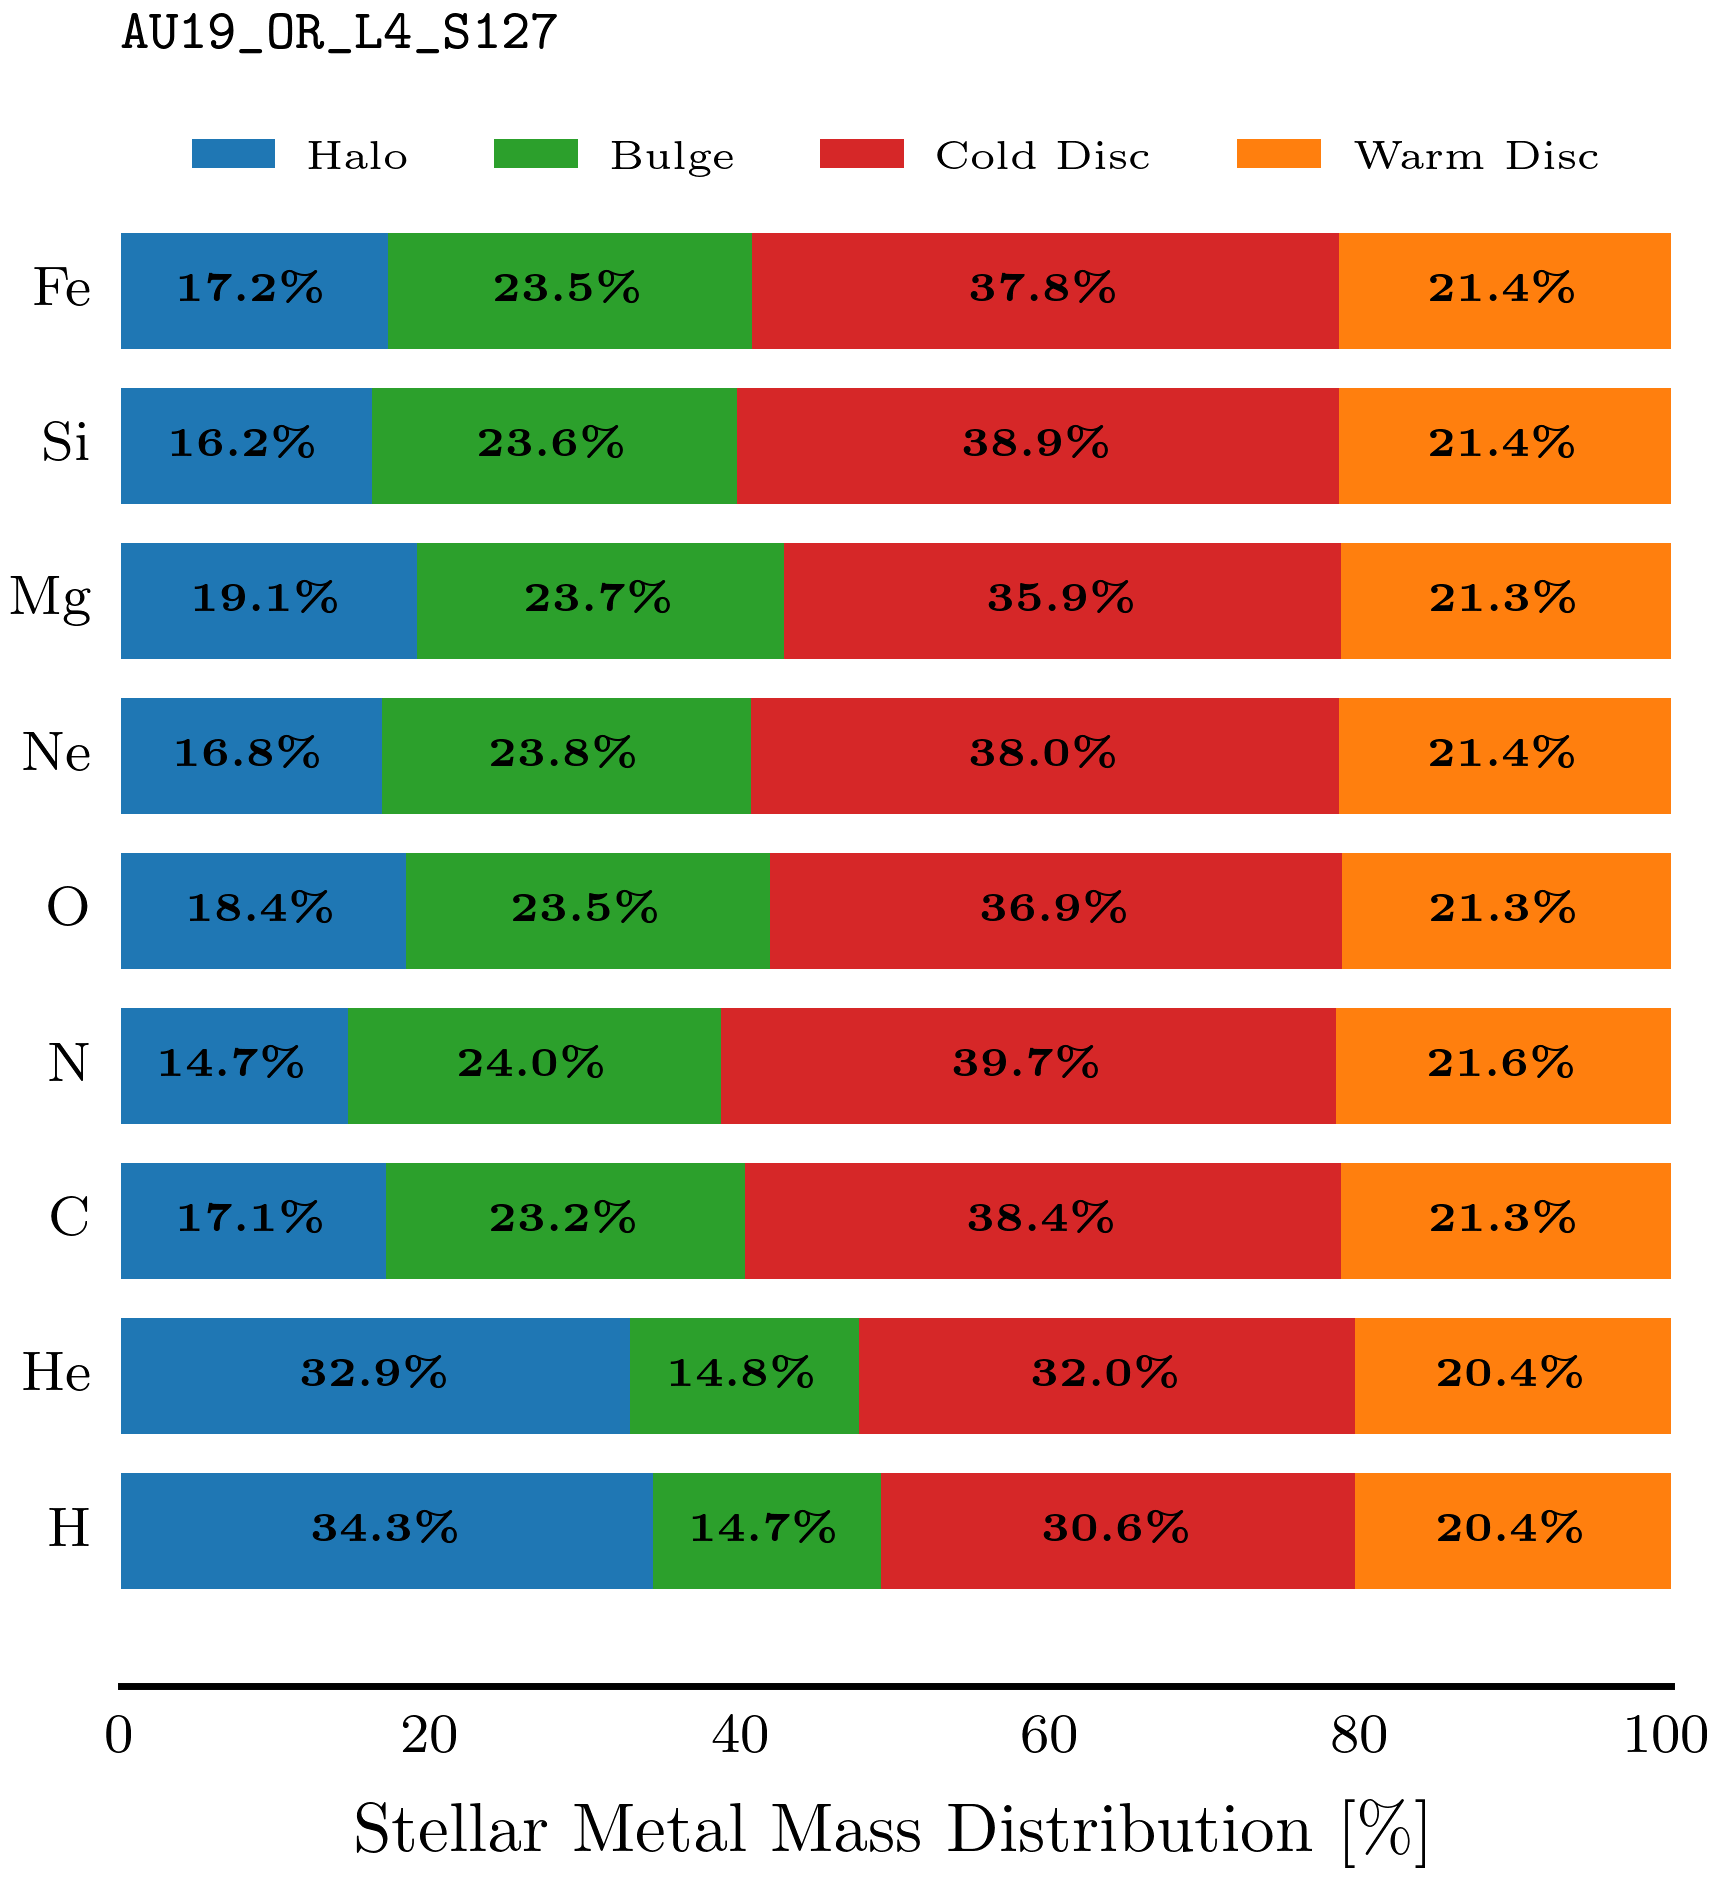 AU19_OR_L4_S127
Halo Bulge Cold Disc Warm Disc
Fe 17.2% 23.5% 37.8% 21.4%
Si 16.2% 23.6% 38.9% 21.4%
Mg 19.1% 23.7% 35.9% 21.3%
Ne 16.8% 23.8% 38.0% 21.4%
O 18.4% 23.5% 36.9% 21.3%
N 14.7% 24.0% 39.7% 21.6%
C 17.1% 23.2% 38.4% 21.3%
He 32.9% 14.8% 32.0% 20.4%
H 34.3% 14.7% 30.6% 20.4%
0 20 40 60 80 100
Stellar Metal Mass Distribution [%]